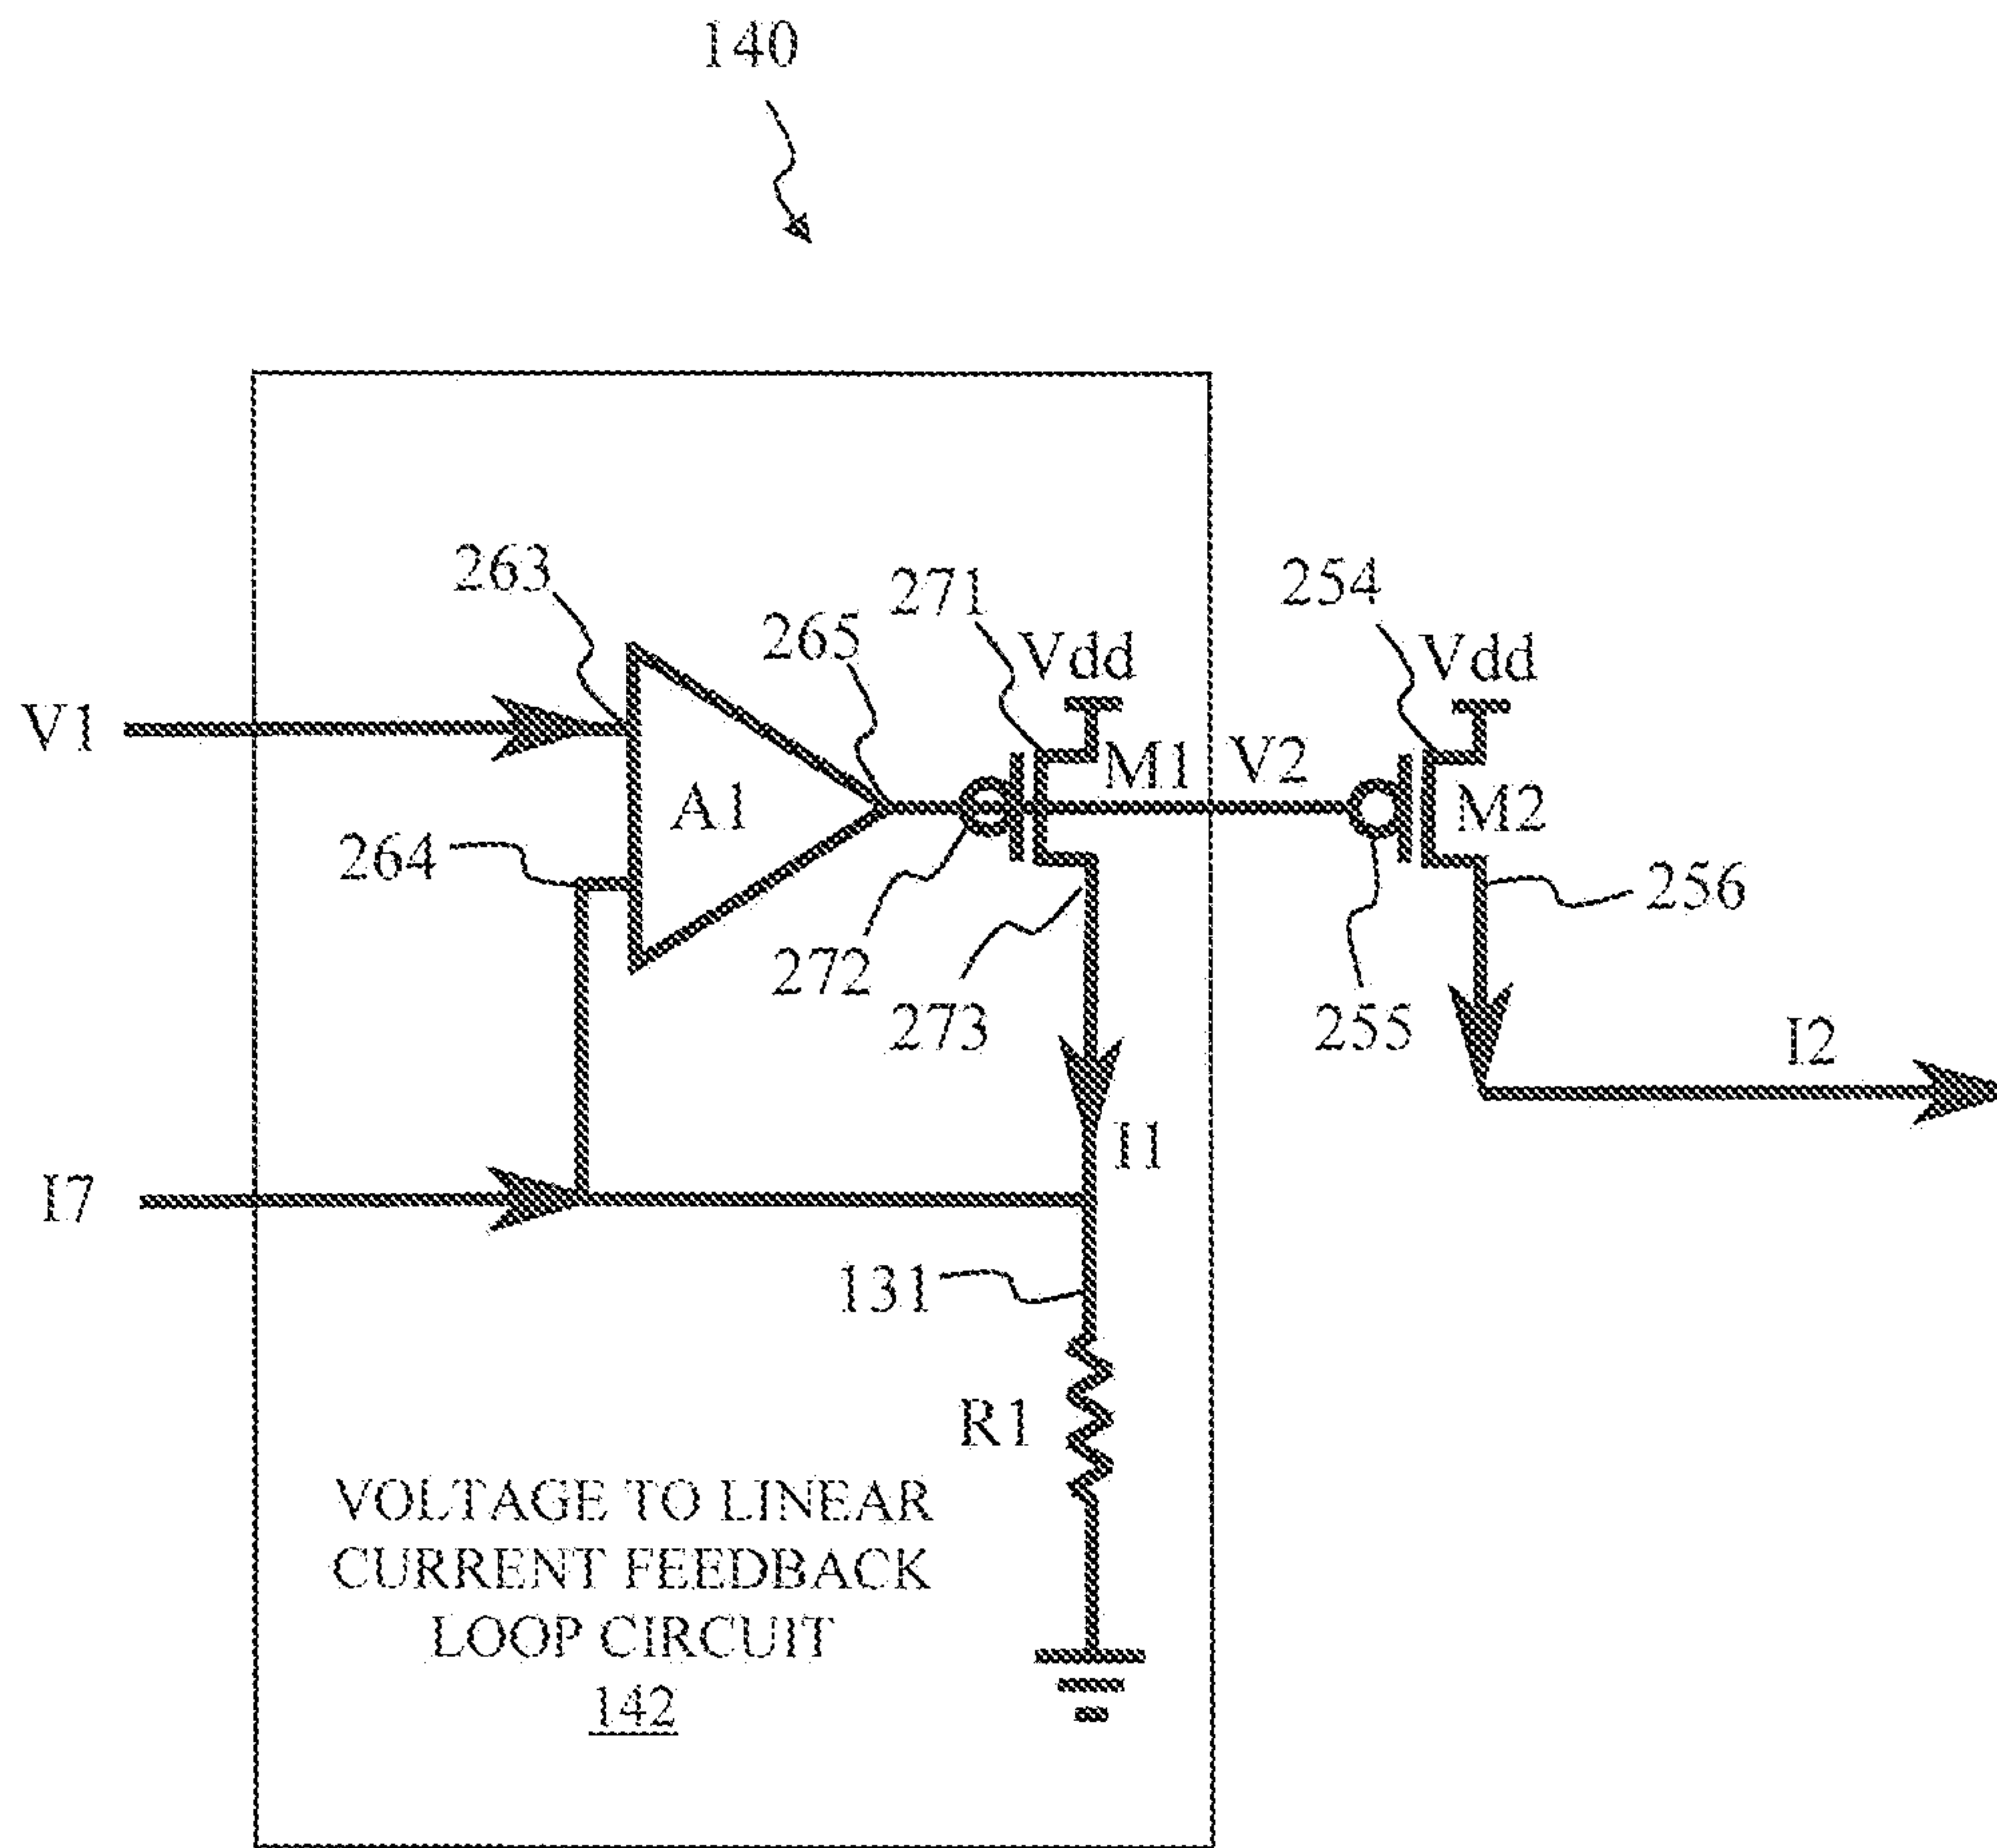 140
263
265
271
Vdd
254
Vdd
V1
A1
M1
V2
M2
264
272
273
255
256
I2
I1
I7
131
R1
VOLTAGE TO LINEAR
CURRENT FEEDBACK
LOOP CIRCUIT
142